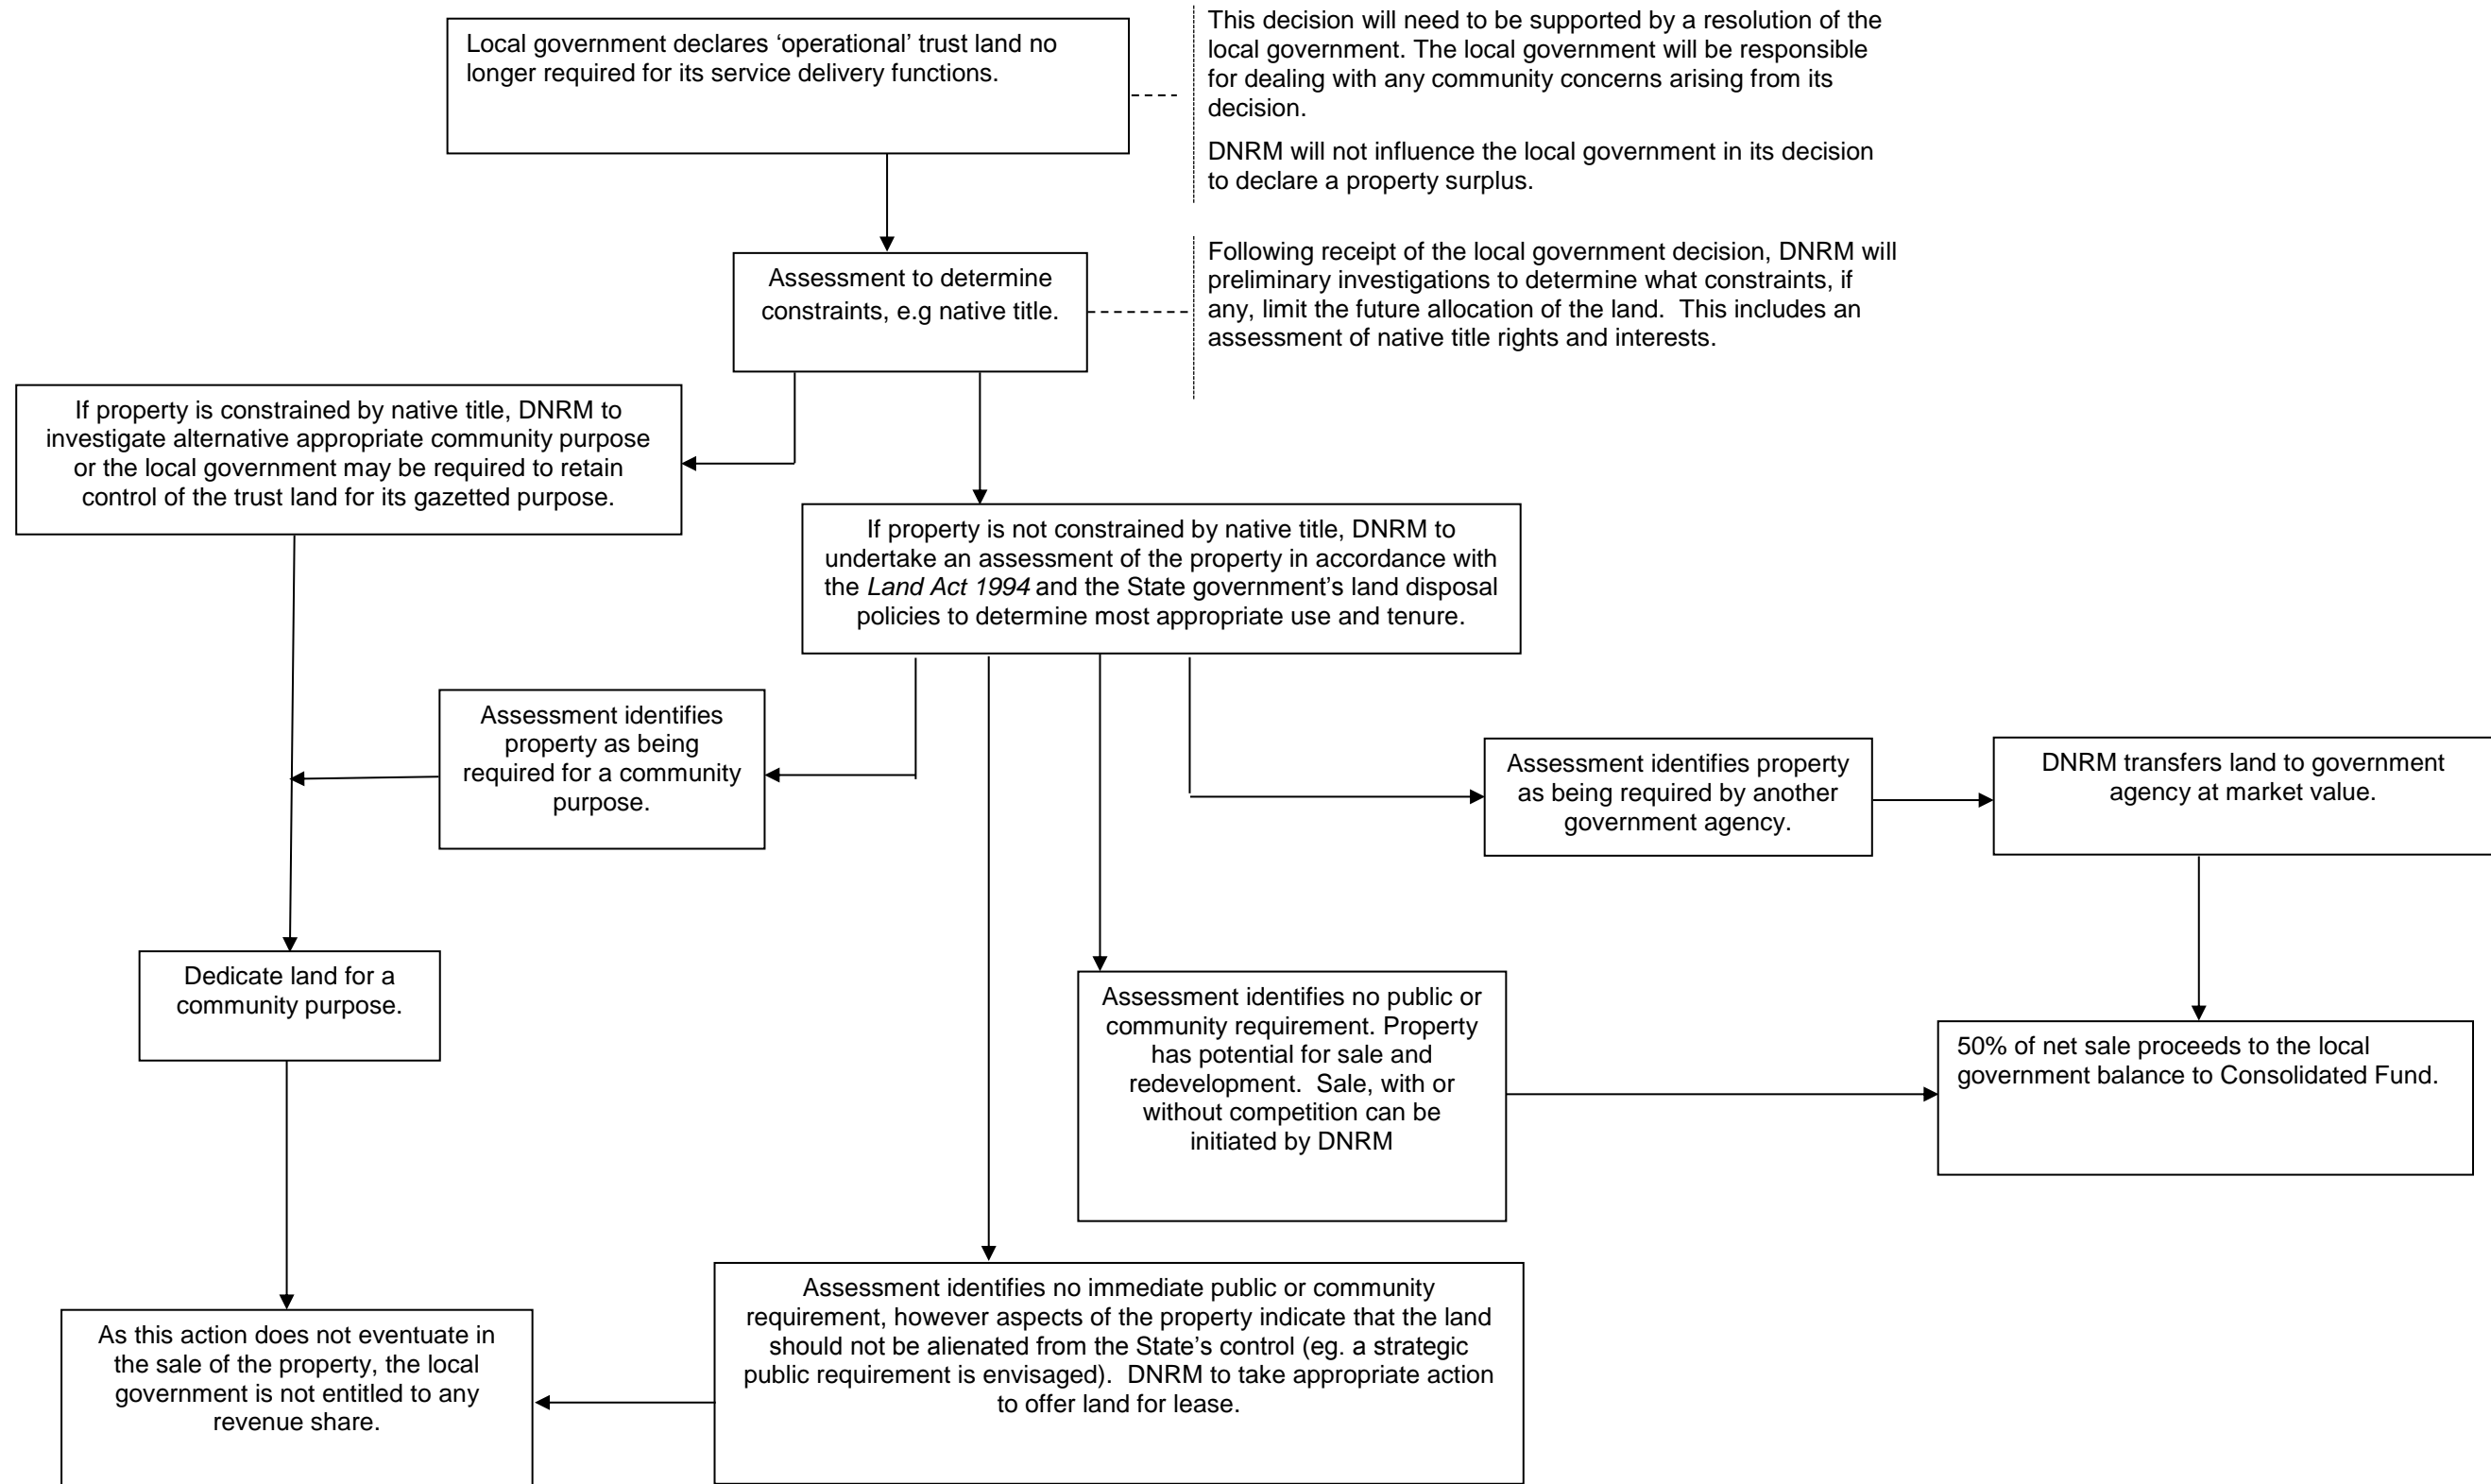 Local government declares ‘operational’ trust land no
longer required for its service delivery functions.
This decision will need to be supported by a resolution of the
local government. The local government will be responsible
for dealing with any community concerns arising from its
decision.
DNRM will not influence the local government in its decision
to declare a property surplus.
Assessment to determine
constraints, e.g native title.
Following receipt of the local government decision, DNRM will
preliminary investigations to determine what constraints, if
any, limit the future allocation of the land.  This includes an
assessment of native title rights and interests.
If property is constrained by native title, DNRM to
investigate alternative appropriate community purpose
or the local government may be required to retain
control of the trust land for its gazetted purpose.
If property is not constrained by native title, DNRM to
undertake an assessment of the property in accordance with
the Land Act 1994 and the State government’s land disposal
policies to determine most appropriate use and tenure.
Assessment identifies
property as being
required for a community
purpose.
Assessment identifies property
as being required by another
government agency.
DNRM transfers land to government
agency at market value.
Dedicate land for a
community purpose.
Assessment identifies no public or
community requirement. Property
has potential for sale and
redevelopment.  Sale, with or
without competition can be
initiated by DNRM
50% of net sale proceeds to the local
government balance to Consolidated Fund.
As this action does not eventuate in
the sale of the property, the local
government is not entitled to any
revenue share.
Assessment identifies no immediate public or community
requirement, however aspects of the property indicate that the land
should not be alienated from the State’s control (eg. a strategic
public requirement is envisaged).  DNRM to take appropriate action
to offer land for lease.